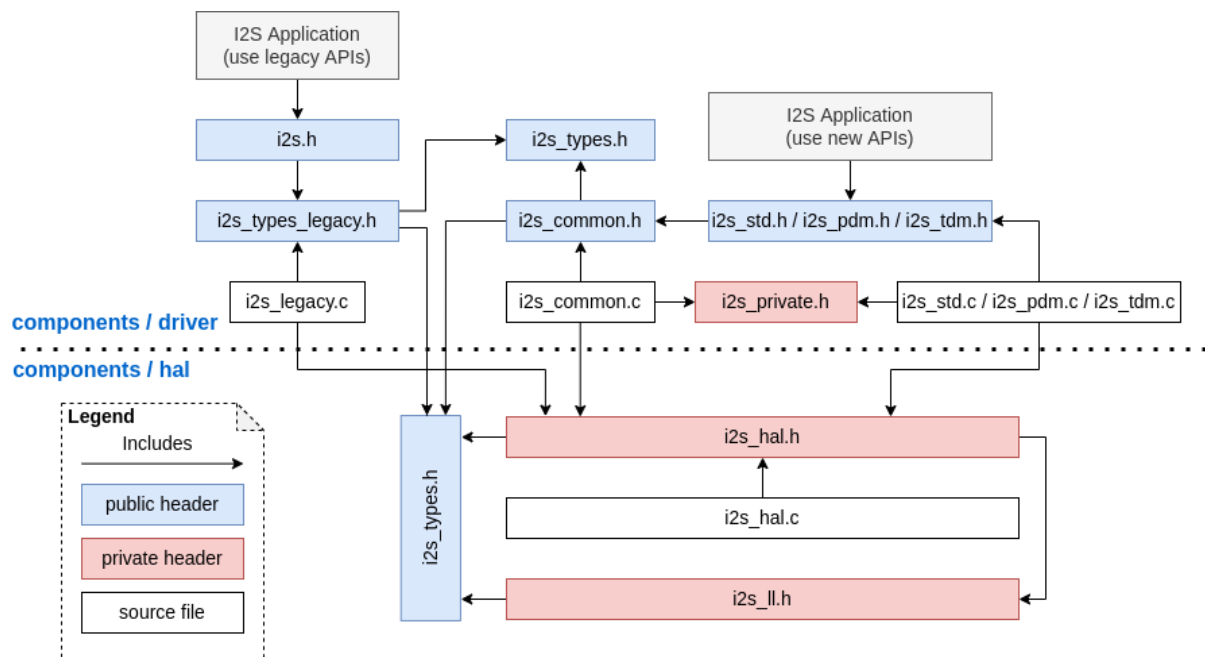 I2S Application
(use legacy APIs)
i2s.h
i2s_types.h
I2S Application
(use new APIs)
i2s_types_legacy.h
i2s_common.h
i2s_std.h / i2s_pdm.h / i2s_tdm.h
i2s_legacy.c
i2s_common.c
i2s_private.h
i2s_std.c / i2s_pdm.c / i2s_tdm.c
components / driver
components / hal
Legend
Includes
public header
private header
source file
i2s_types.h
i2s_hal.h
i2s_hal.c
i2s_ll.h